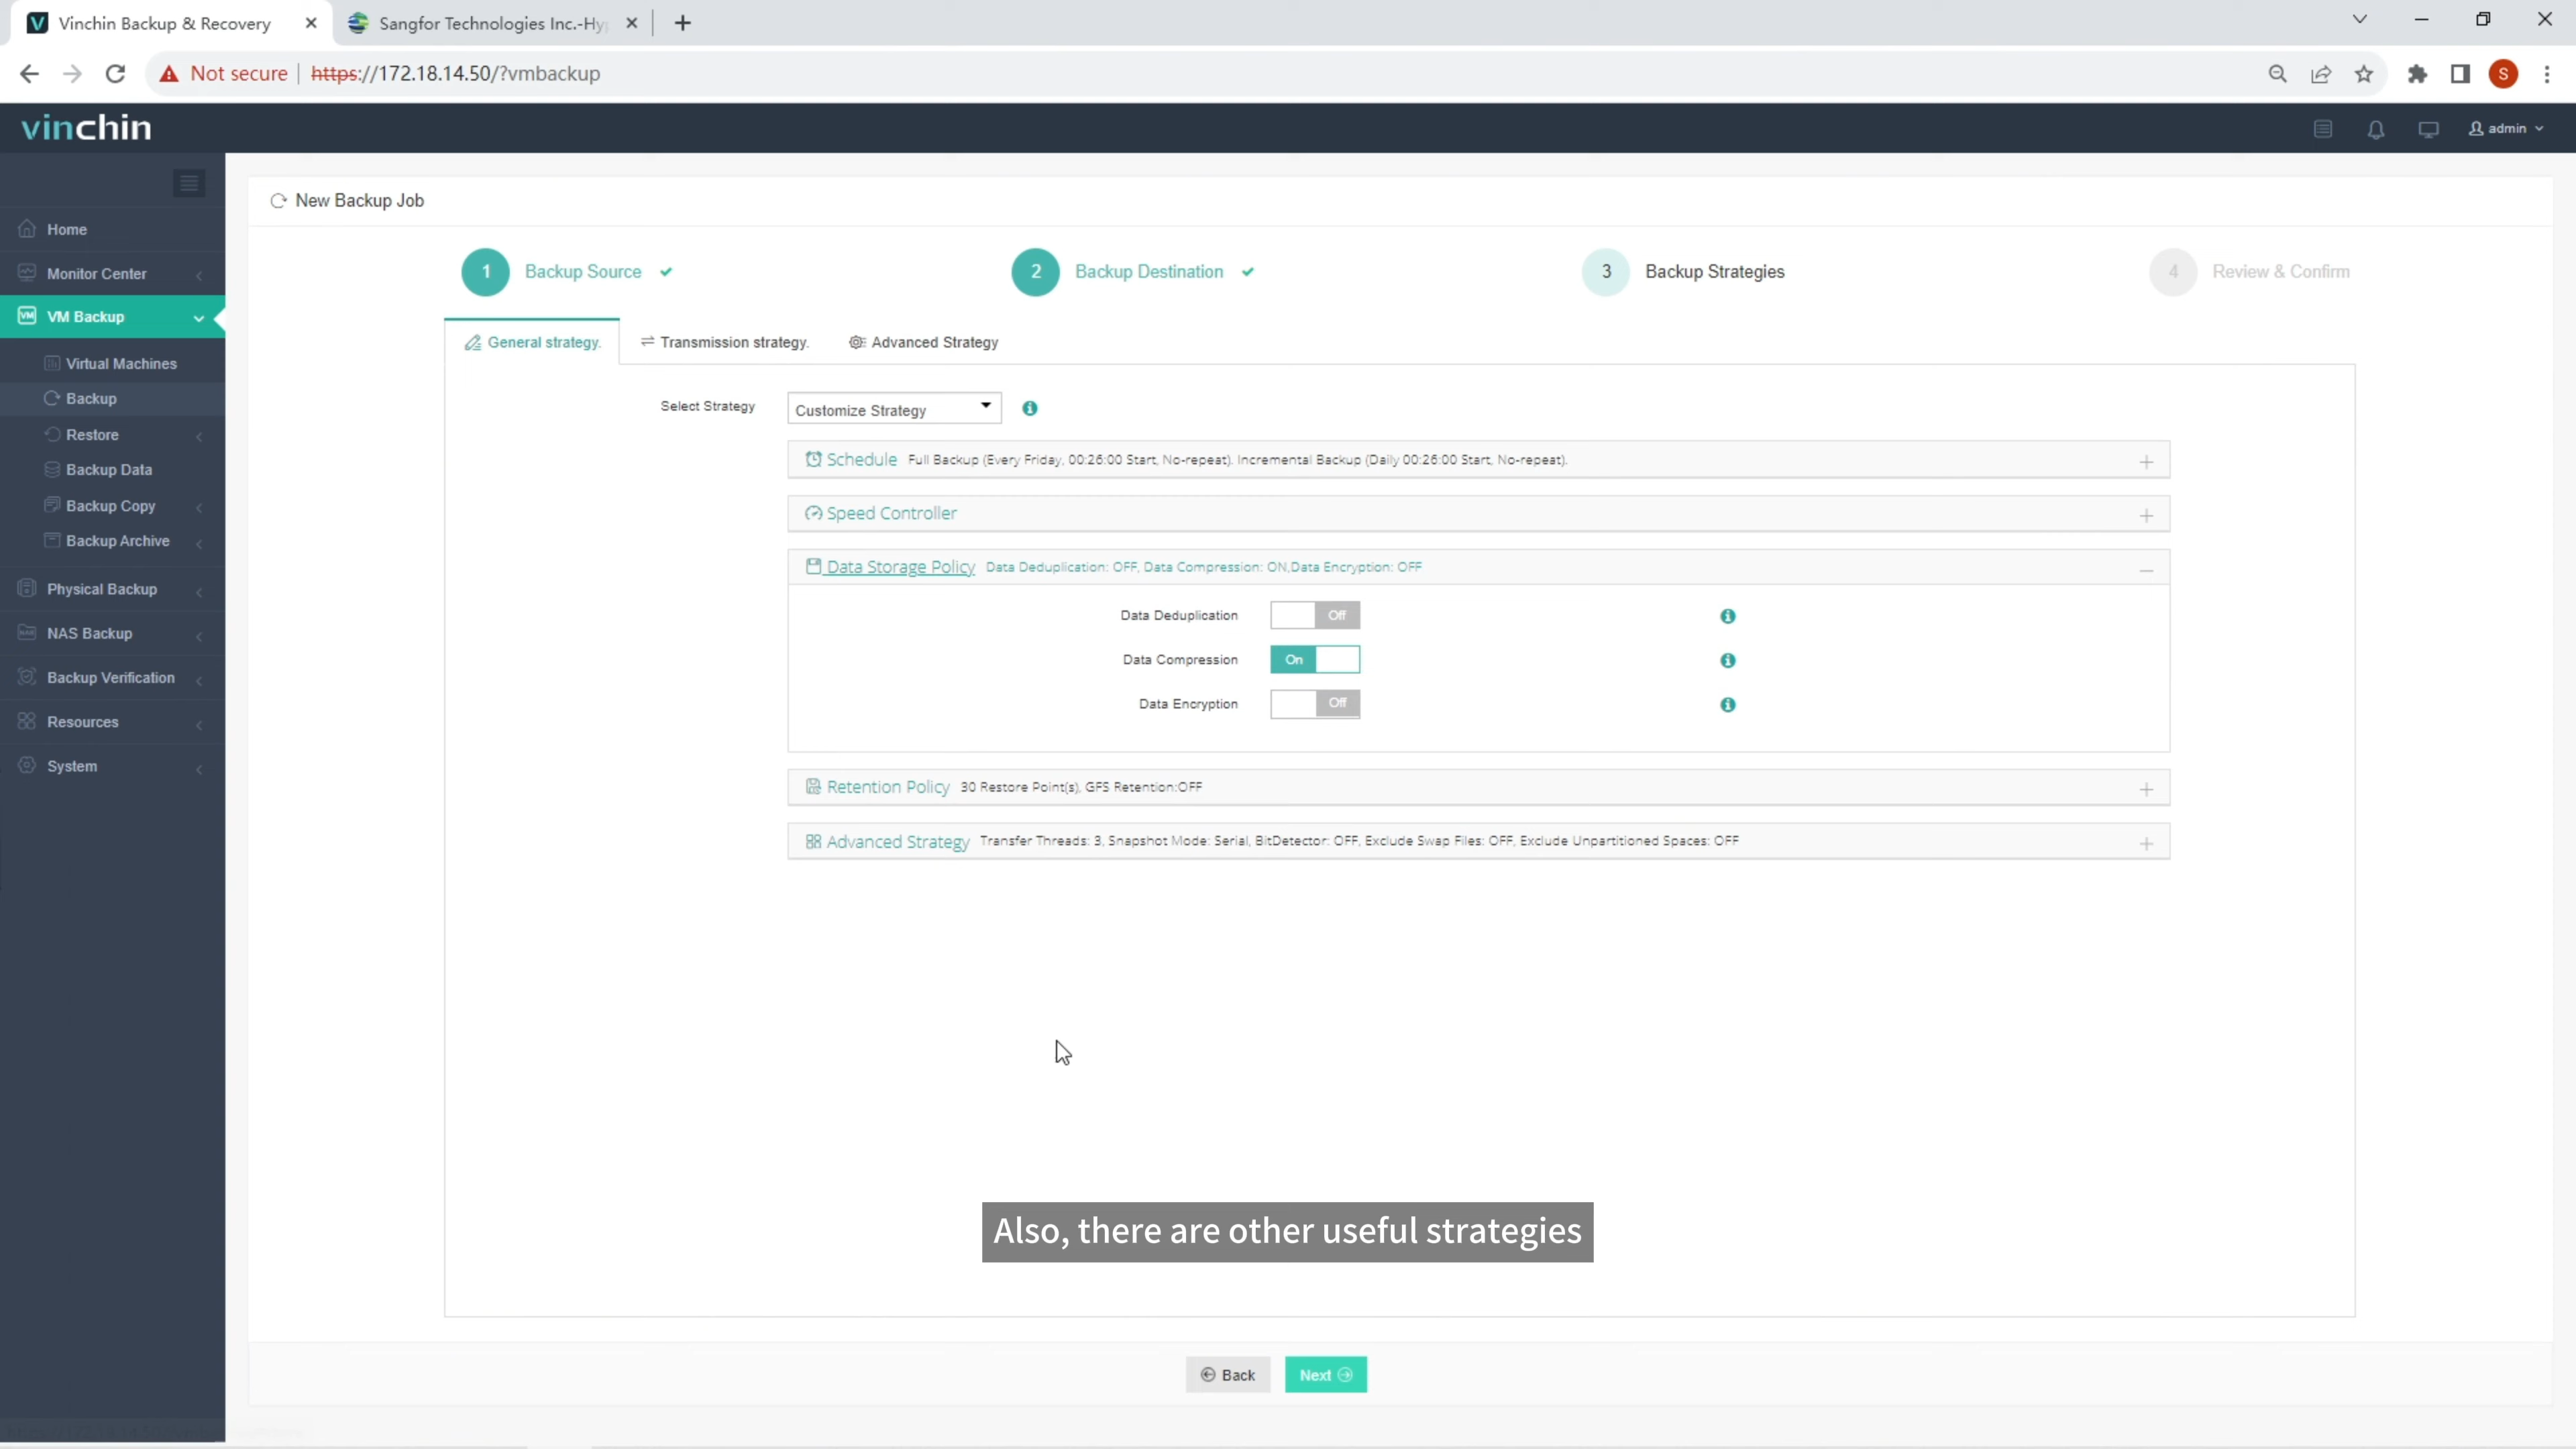 Vinchin Backup & Recovery
Sangfor Technologies Inc.-Hy
Not secure
https://172.18.14.50/?vmbackup
S
vinchin
admin
New Backup Job
Home
Monitor Center
VM Backup
Virtual Machines
Backup
Restore
Backup Data
Backup Copy
Backup Archive
Physical Backup
NAS Backup
Backup Verification
Resources
System
1 Backup Source
2 Backup Destination
3 Backup Strategies
4 Review & Confirm
General strategy.
Transmission strategy.
Advanced Strategy
Select Strategy
Customize Strategy
Schedule Full Backup (Every Friday, 00:26:00 Start, No-repeat). Incremental Backup (Daily 00:26:00 Start, No-repeat).
Speed Controller
Data Storage Policy Data Deduplication: OFF, Data Compression: ON,Data Encryption: OFF
Data Deduplication Off
Data Compression On
Data Encryption Off
Retention Policy 30 Restore Point(s), GFS Retention:OFF
Advanced Strategy Transfer Threads: 3, Snapshot Mode: Serial, BitDetector: OFF, Exclude Swap Files: OFF, Exclude Unpartitioned Spaces: OFF
Also, there are other useful strategies
Back
Next